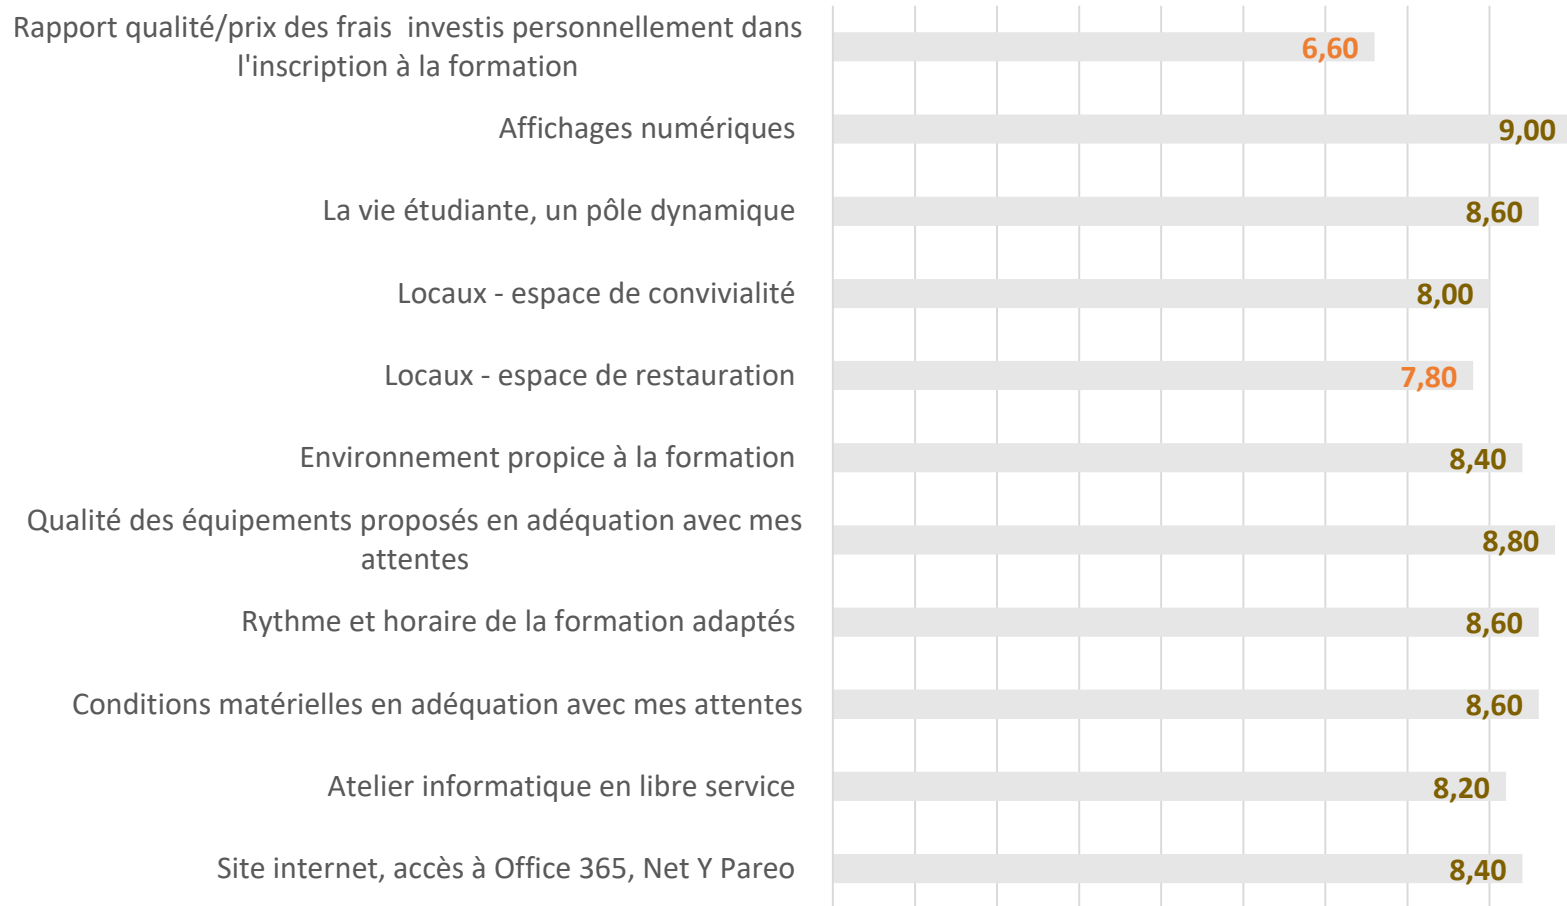 Rapport qualité/prix des frais  investis personnellement dans
l'inscription à la formation
6,60
Affichages numériques
9,00
La vie étudiante, un pôle dynamique
8,60
Locaux - espace de convivialité
8,00
Locaux - espace de restauration
7,80
Environnement propice à la formation
8,40
Qualité des équipements proposés en adéquation avec mes
attentes
8,80
Rythme et horaire de la formation adaptés
8,60
Conditions matérielles en adéquation avec mes attentes
8,60
Atelier informatique en libre service
8,20
Site internet, accès à Office 365, Net Y Pareo
8,40